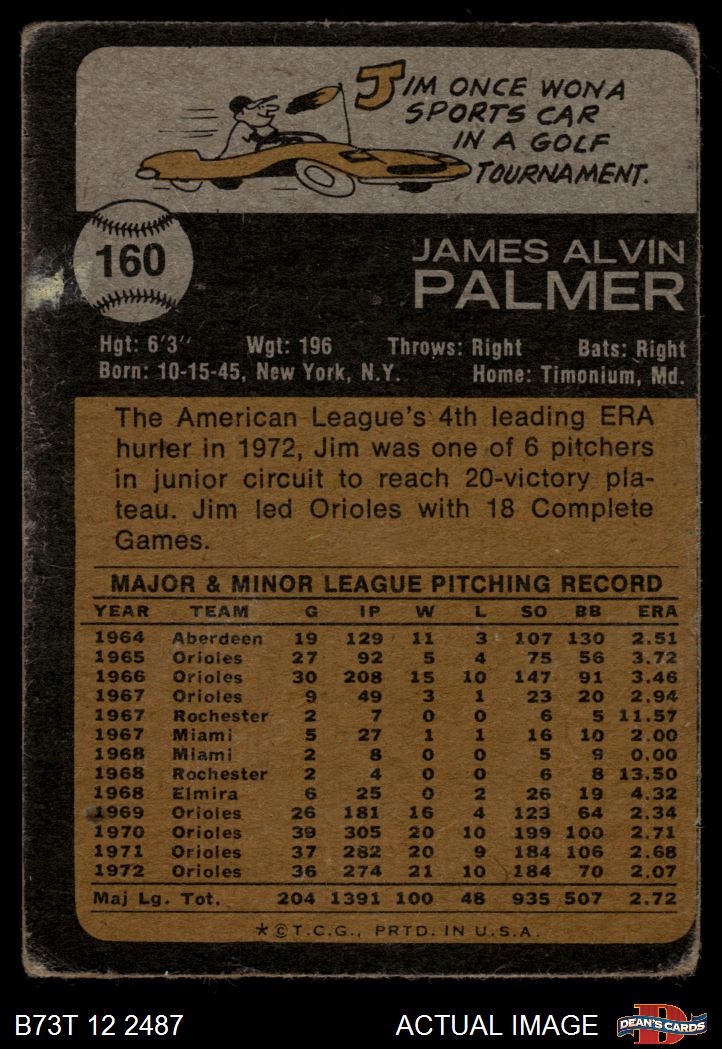 JIM ONCE WON A
SPORTS CAR
IN A GOLF
TOURNAMENT.
160
JAMES ALVIN
PALMER
Hgt: 6'3" Wgt: 196 Throws: Right Bats: Right
Born: 10-15-45, New York, N.Y. Home: Timonium, Md.
The American League's 4th leading ERA
hurler in 1972, Jim was one of 6 pitchers
in junior circuit to reach 20-victory pla-
teau. Jim led Orioles with 18 Complete
Games.
MAJOR & MINOR LEAGUE PITCHING RECORD
YEAR TEAM G IP W L SO BB ERA
1964 Aberdeen 19 129 11 3 107 130 2.51
1965 Orioles 27 92 5 4 75 56 3.72
1966 Orioles 30 208 15 10 147 91 3.46
1967 Orioles 9 49 3 1 23 20 2.94
1967 Rochester 2 7 0 0 6 5 11.57
1967 Miami 5 27 1 1 16 10 2.00
1968 Miami 2 8 0 0 5 9 0.00
1968 Rochester 2 4 0 0 6 8 13.50
1968 Elmira 6 25 0 2 26 19 4.32
1969 Orioles 26 181 16 4 123 64 2.34
1970 Orioles 39 305 20 10 199 100 2.71
1971 Orioles 37 282 20 9 184 106 2.68
1972 Orioles 36 274 21 10 184 70 2.07
Maj Lg. Tot. 204 1391 100 48 935 507 2.72
*©T.C.G., PRTD. IN U.S.A.
B73T 12 2487 ACTUAL IMAGE
D
DEAN'S CARDS